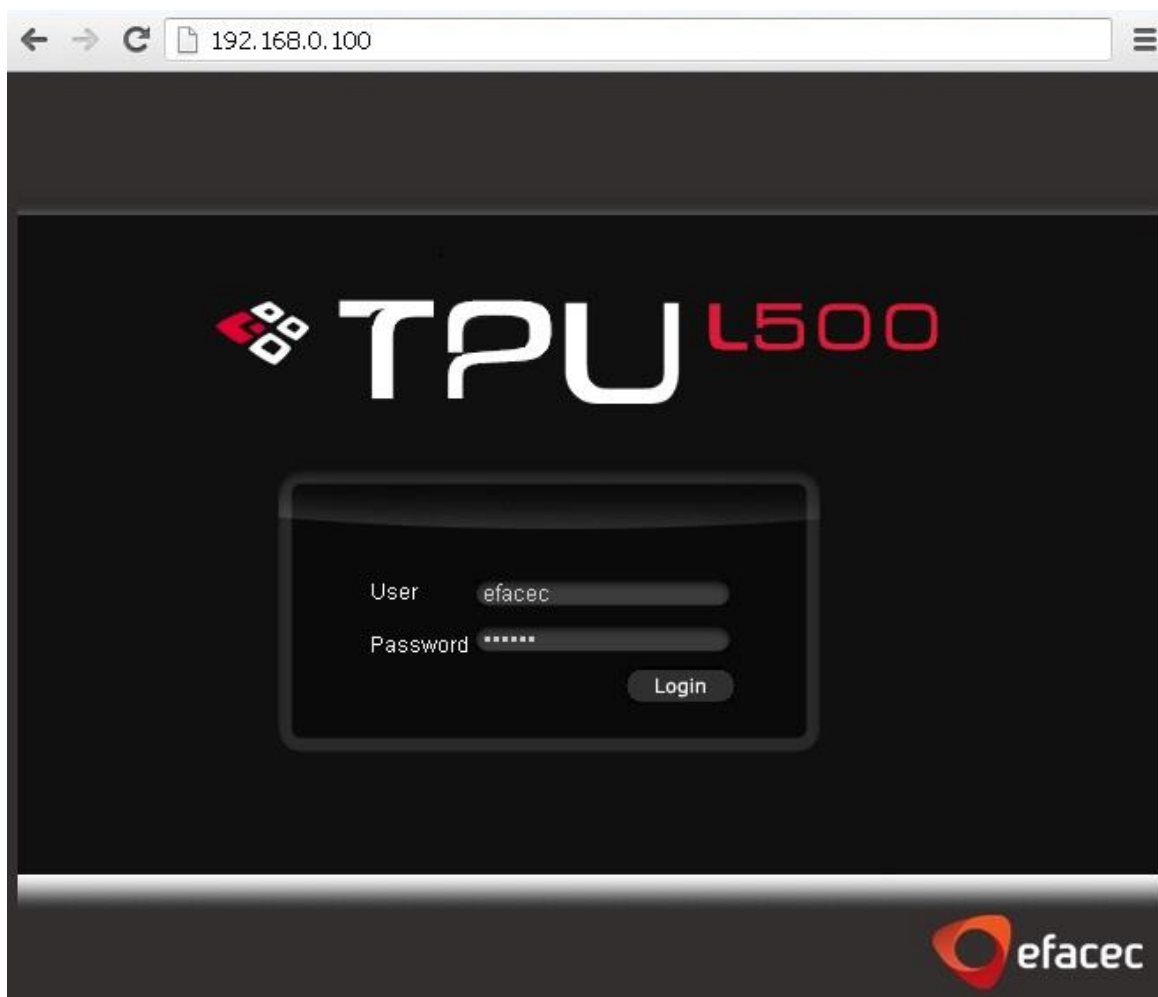 192.168.0.100
TPU L500
User efacec
Password ••••••
Login
efacec